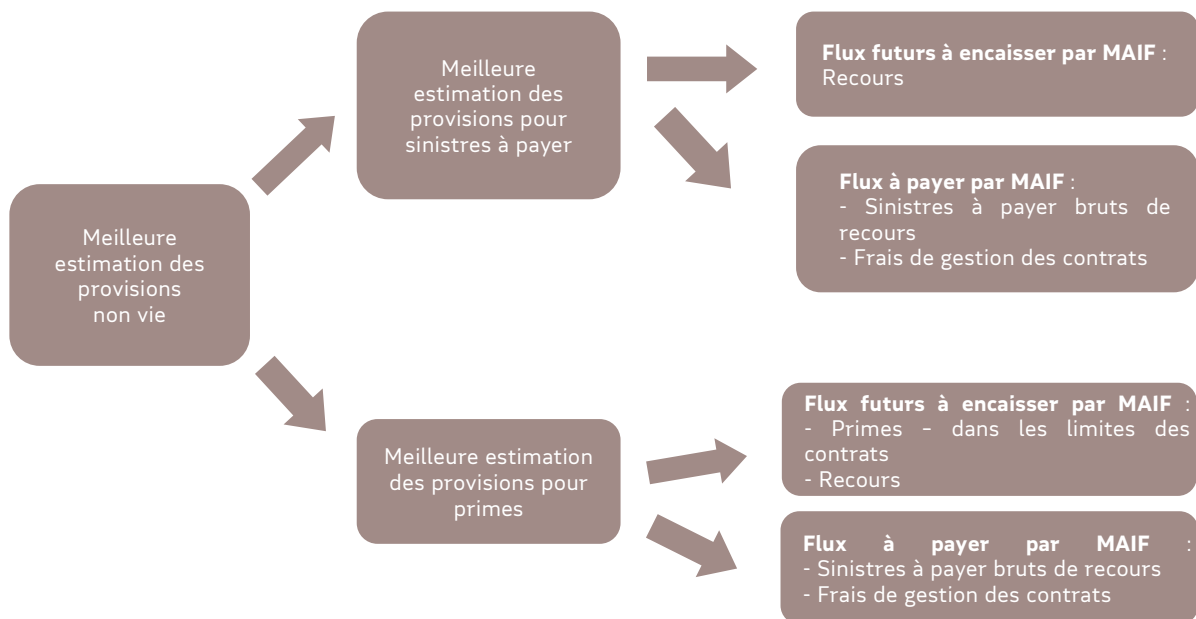 Meilleure
estimation des
provisions
non vie
Meilleure
estimation des
provisions pour
sinistres à payer
Flux futurs à encaisser par MAIF :
Recours
Flux à payer par MAIF :
- Sinistres à payer bruts de
recours
- Frais de gestion des contrats
Meilleure estimation
des provisions pour
primes
Flux futurs à encaisser par MAIF :
- Primes – dans les limites des
contrats
- Recours
Flux à payer par MAIF :
- Sinistres à payer bruts de recours
- Frais de gestion des contrats